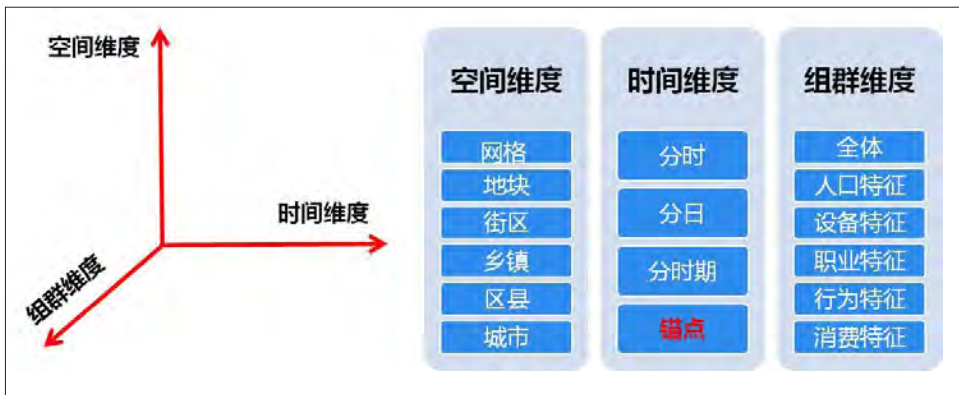 空间维度
时间维度
组群维度
空间维度
网格
地块
街区
乡镇
区县
城市
时间维度
分时
分日
分时期
锚点
组群维度
全体
人口特征
设备特征
职业特征
行为特征
消费特征